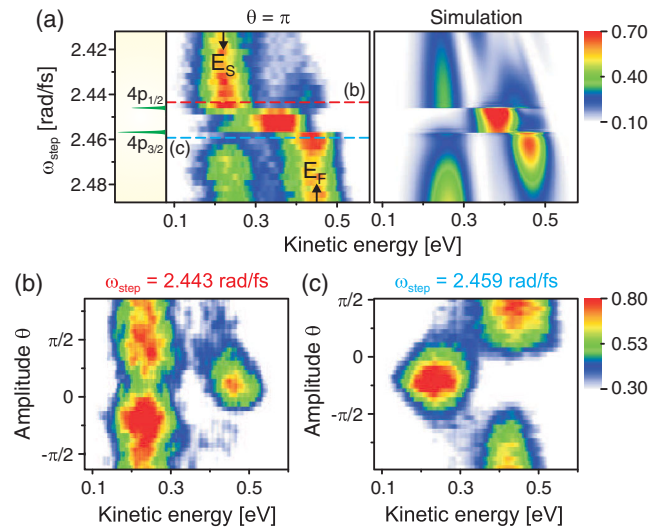 (a)
θ = π
Simulation
ω_step [rad/fs]
2.42
2.44
2.46
2.48
4p_1/2
4p_3/2
E_S
(b)
(c)
E_F
0.70
0.40
0.10
0.1 0.3 0.5
0.1 0.3 0.5
Kinetic energy [eV]
Kinetic energy [eV]
(b)
ω_step = 2.443 rad/fs
Amplitude θ
π/2
0
-π/2
0.1 0.3 0.5
Kinetic energy [eV]
(c)
ω_step = 2.459 rad/fs
Amplitude θ
π/2
0
-π/2
0.1 0.3 0.5
Kinetic energy [eV]
0.80
0.53
0.30